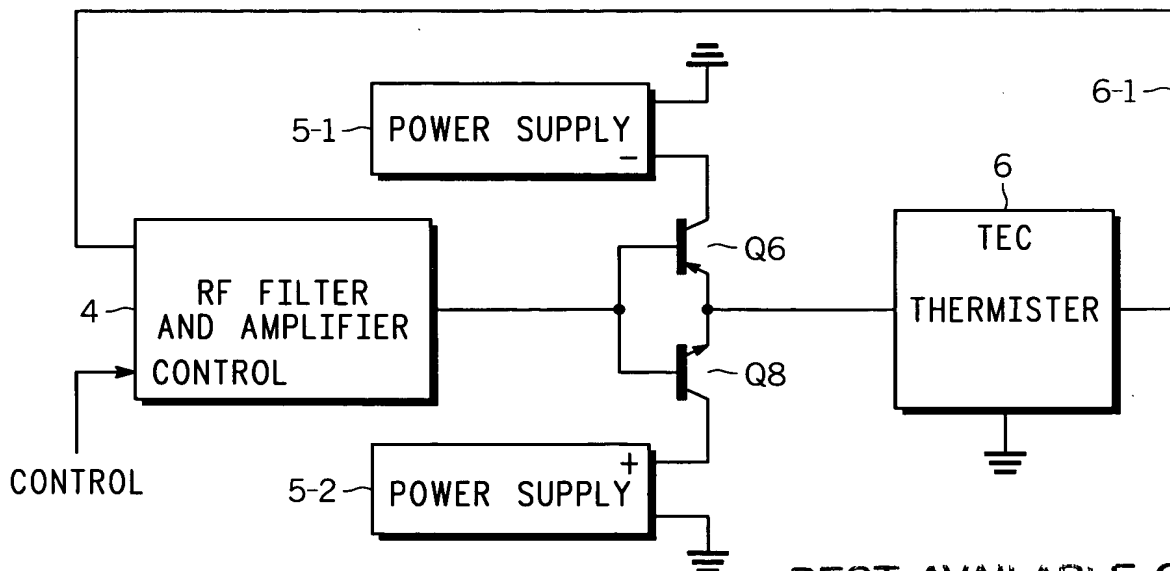 5-1
POWER SUPPLY
−
6-1
6
TEC
THERMISTER
Q6
4
RF FILTER
AND AMPLIFIER
CONTROL
Q8
CONTROL
5-2
POWER SUPPLY
+